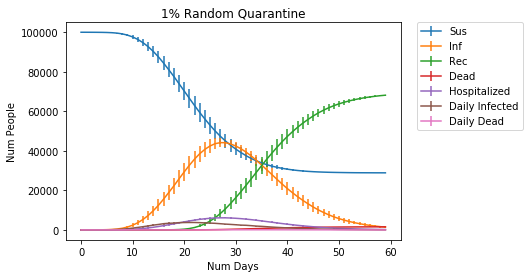 1% Random Quarantine
100000
80000
60000
40000
20000
0
Num People
0 10 20 30 40 50 60
Num Days
Sus
Inf
Rec
Dead
Hospitalized
Daily Infected
Daily Dead